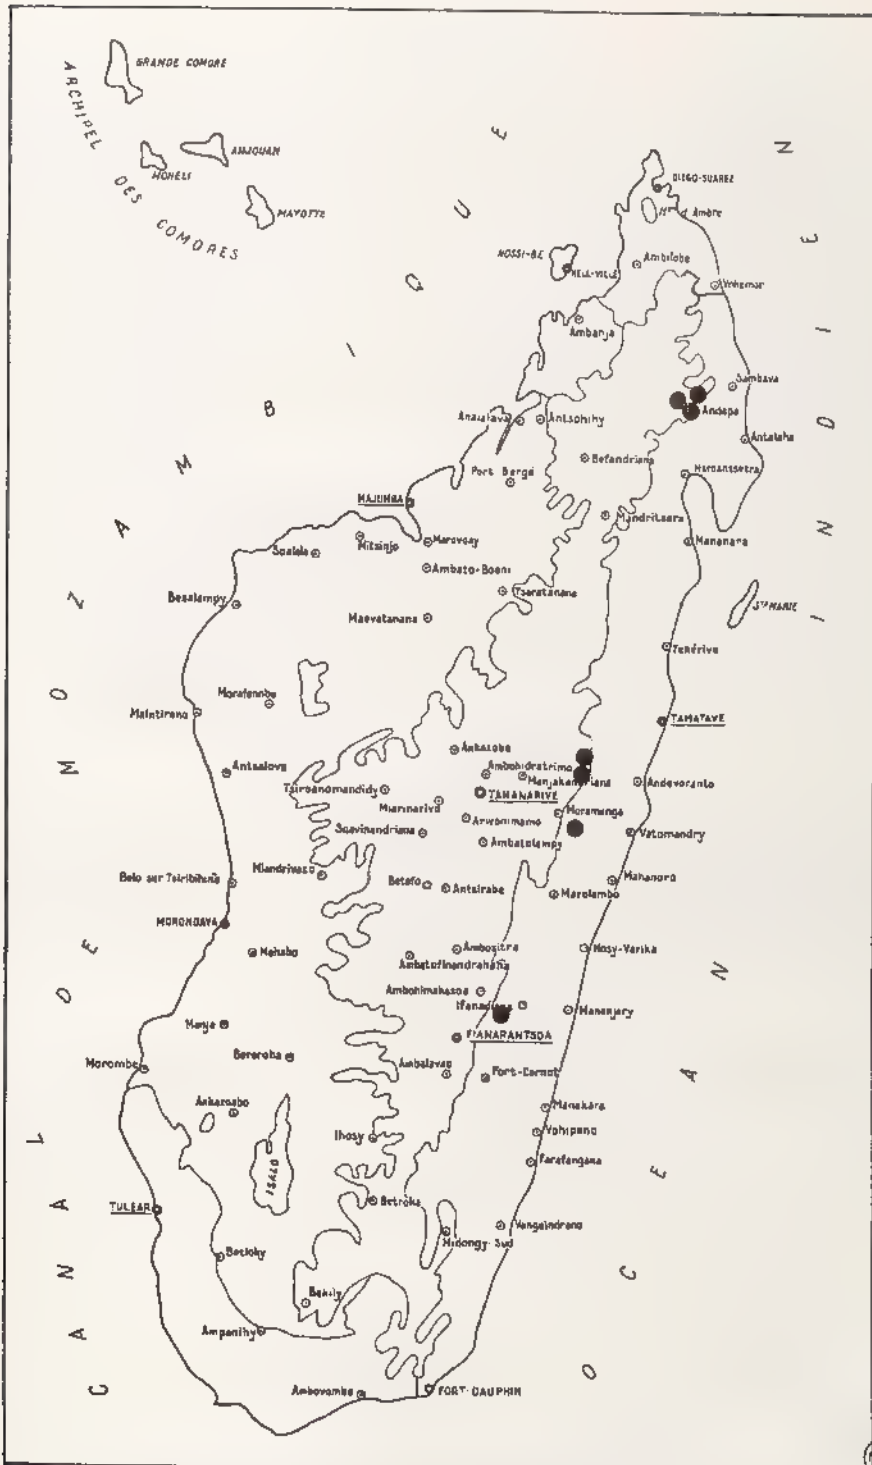 GRANDE COMORE
ARCHIPEL DES COMORES
ANJOUAN
MOHELI
MAYOTTE
CANAL DE MOZAMBIQUE
OCEAN INDIEN
DIEGO-SUAREZ
Mt d'Ambre
NOSSI-BE
HELL-VILLE
Ambilobe
Vohemar
Ambanja
Sambava
Andapa
Analalava
Antsohihy
Antalaha
Befandriana
Port Bergé
Maroantsetra
MAJUNGA
Mandritsara
Soalala
Mitsinjo
Marovoay
Mananara
Ambato-Boeni
Tsaratanana
Besalampy
Maevatanana
Ste MARIE
Ténérive
Morafenobe
Maintirano
TAMATAVE
Ankazobe
Antsalova
Ambohidratrimo
Manjakandriana
Tsiroanomandidy
TANANARIVE
Andevoranto
Miarinarivo
Arivonimamo
Moramanga
Soavinandriana
Ambatolampy
Vatomandry
Miandrivazo
Belo sur Tsiribihina
Betafo
Antsirabe
Mahanoro
Marolambo
MORONDAVA
Mahabo
Ambositra
Nosy-Varika
Ambatofinandrahana
Ambohimahasoa
Ifanadiana
Mananjary
Manja
FIANARANTSOA
Beroroha
Morombe
Ambalavao
Fort-Carnot
Ankazoabo
Manakara
Vohipeno
Ihosy
Farafangana
ISALO
Betroka
TULEAR
Vangaindrano
Midongy-Sud
Betioky
Bekily
Ampanihy
Ambovombe
FORT-DAUPHIN